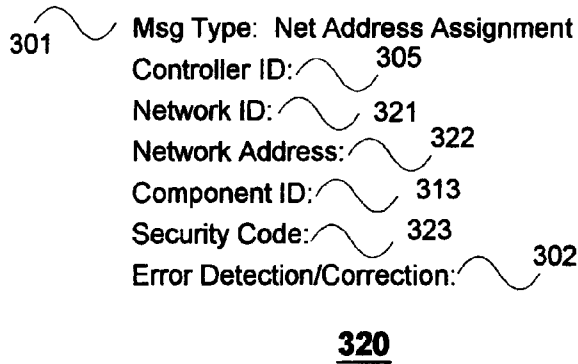 301 Msg Type: Net Address Assignment
Controller ID: 305
Network ID: 321
Network Address: 322
Component ID: 313
Security Code: 323
Error Detection/Correction: 302
320